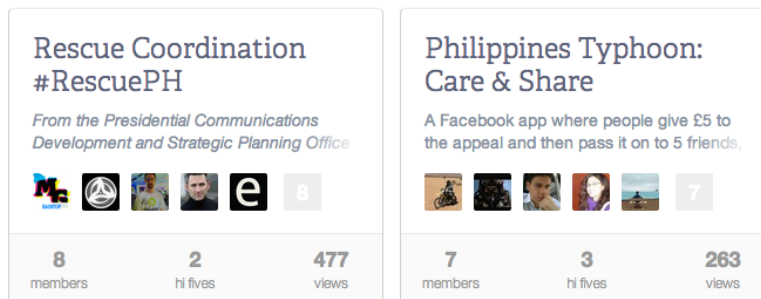 Rescue Coordination
#RescuePH
From the Presidential Communications
Development and Strategic Planning Office
8
8
members
2
hi fives
477
views
Philippines Typhoon:
Care & Share
A Facebook app where people give £5 to
the appeal and then pass it on to 5 friends,
e
7
7
members
3
hi fives
263
views